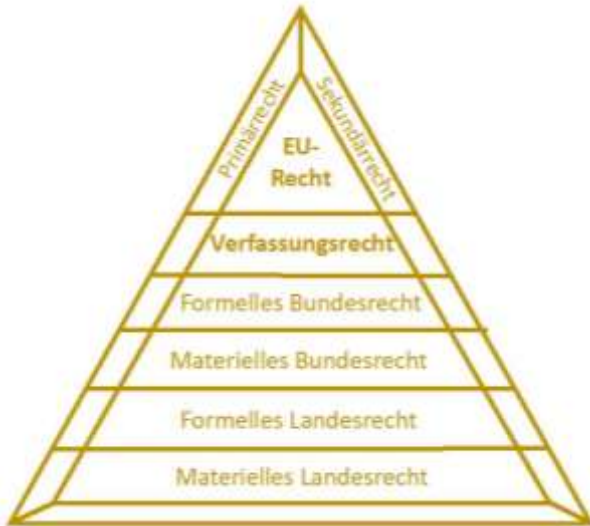 Primärrecht
Sekundärrecht
EU-
Recht
Verfassungsrecht
Formelles Bundesrecht
Materielles Bundesrecht
Formelles Landesrecht
Materielles Landesrecht